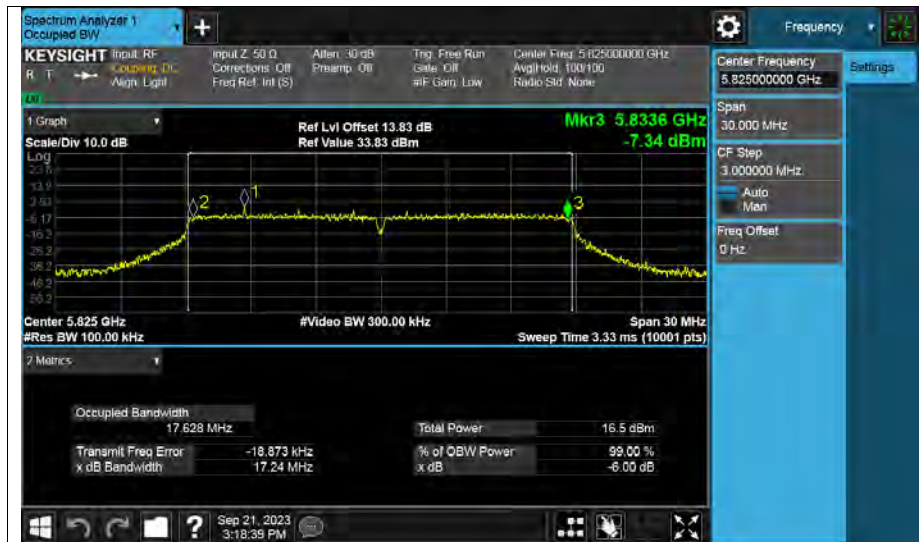 Spectrum Analyzer 1
Occupied BW
Frequency
KEYSIGHT Input: RF
Coupling: DC
Align: Light
R T
Input Z: 50 Ω
Corrections: Off
Freq Ref: Int (S)
Atten: 30 dB
Preamp: Off
Trig: Free Run
Gate: Off
#IF Gain: Low
Center Freq: 5.825000000 GHz
Avg|Hold: 100/100
Radio Std: None
Center Frequency
5.825000000 GHz
Settings
Span
30.000 MHz
CF Step
3.000000 MHz
Auto
Man
Freq Offset
0 Hz
1 Graph
Scale/Div 10.0 dB
Ref Lvl Offset 13.83 dB
Ref Value 33.83 dBm
Mkr3 5.8336 GHz
-7.34 dBm
Log
23.8
13.9
3.83
-6.17
-16.2
-26.2
-36.2
-46.2
-56.2
2
1
3
Center 5.825 GHz
#Video BW 300.00 kHz
Span 30 MHz
#Res BW 100.00 kHz
Sweep Time 3.33 ms (10001 pts)
2 Metrics
Occupied Bandwidth
17.628 MHz
Total Power 16.5 dBm
Transmit Freq Error -18.873 kHz
% of OBW Power 99.00 %
x dB Bandwidth 17.24 MHz
x dB -6.00 dB
?
Sep 21, 2023
3:18:39 PM